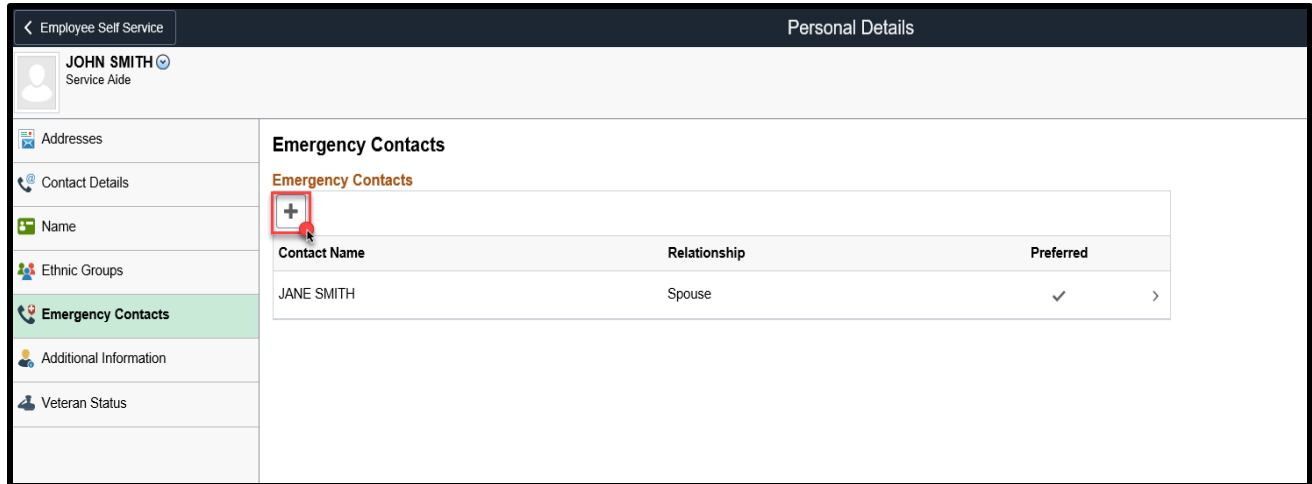 Employee Self Service
Personal Details
JOHN SMITH
Service Aide
Addresses
Contact Details
Name
Ethnic Groups
Emergency Contacts
Additional Information
Veteran Status
Emergency Contacts
Emergency Contacts
Contact Name Relationship Preferred
JANE SMITH Spouse